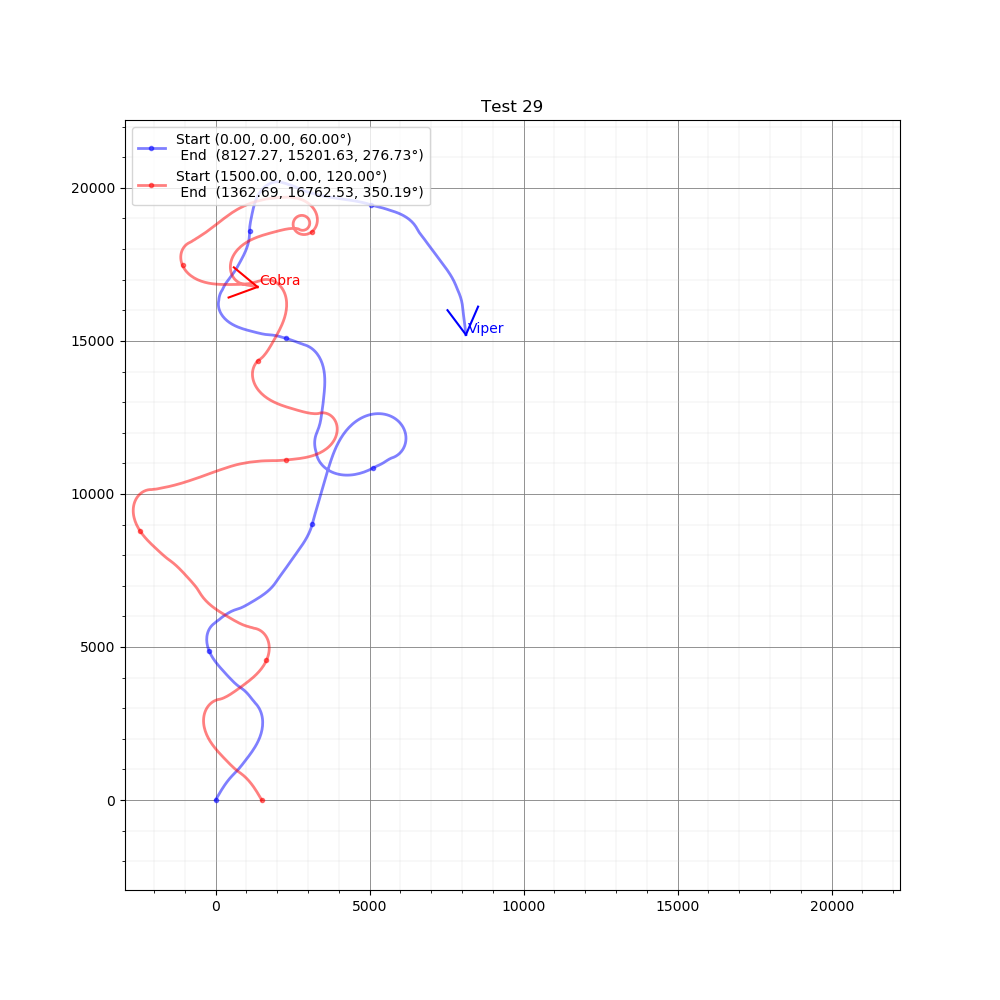 Test 29
Start (0.00, 0.00, 60.00°)
End (8127.27, 15201.63, 276.73°)
Start (1500.00, 0.00, 120.00°)
End (1362.69, 16762.53, 350.19°)
20000
Cobra
Viper
15000
10000
5000
0
0 5000 10000 15000 20000